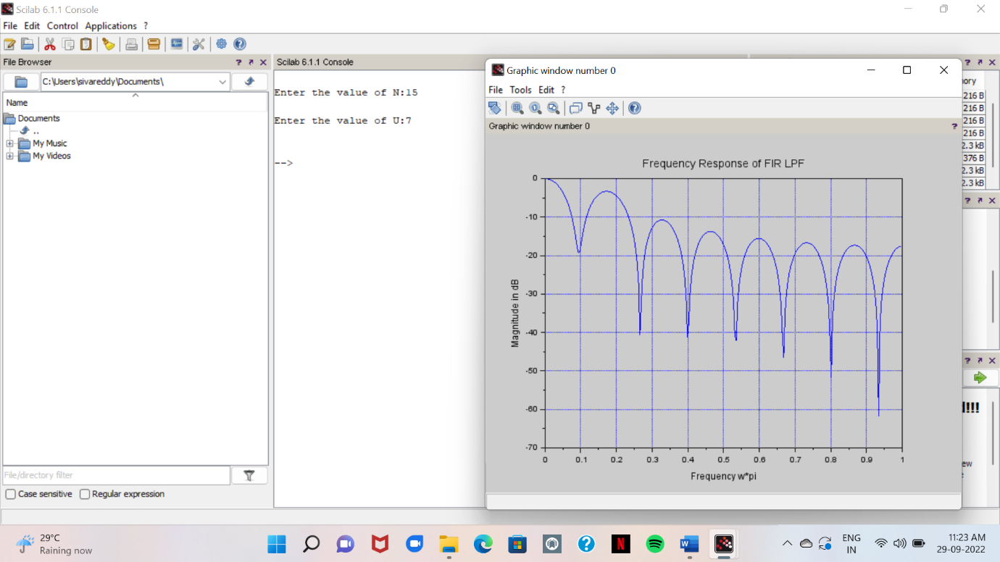 Scilab 6.1.1 Console
File Edit Control Applications ?
File Browser
C:\Users\sivareddy\Documents\
Name
Documents
..
My Music
My Videos
File/directory filter
Case sensitive Regular expression
Scilab 6.1.1 Console
Enter the value of N:15
Enter the value of U:7
-->
Graphic window number 0
File Tools Edit ?
Graphic window number 0 ?
Frequency Response of FIR LPF
Magnitude in dB
0
-10
-20
-30
-40
-50
-60
-70
0 0.1 0.2 0.3 0.4 0.5 0.6 0.7 0.8 0.9 1
Frequency w*pi
216 B
216 B
216 B
216 B
2.3 kB
376 B
2.3 kB
2.3 kB
29°C
Raining now
ENG
IN
11:23 AM
29-09-2022